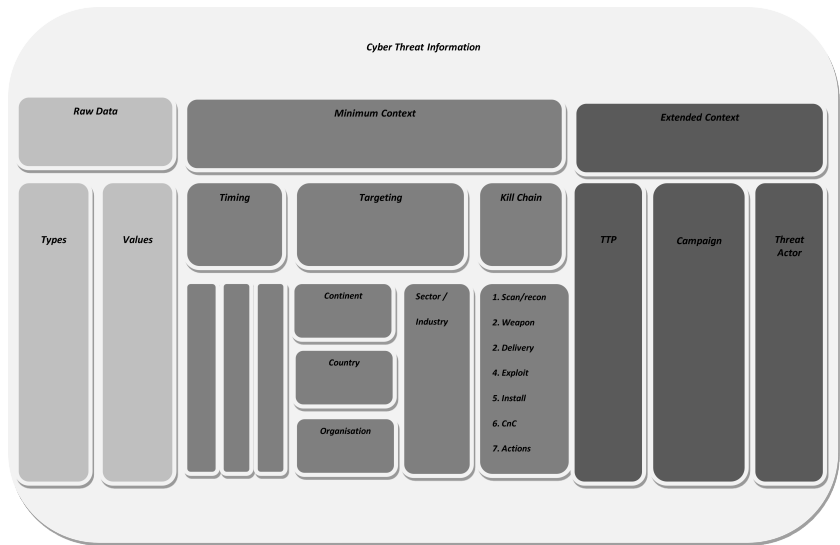 Cyber Threat Information
Raw Data
Minimum Context
Extended Context
Types
Values
Timing
Targeting
Kill Chain
TTP
Campaign
Threat
Actor
Continent
Country
Organisation
Sector /
Industry
1. Scan/recon
2. Weapon
2. Delivery
4. Exploit
5. Install
6. CnC
7. Actions